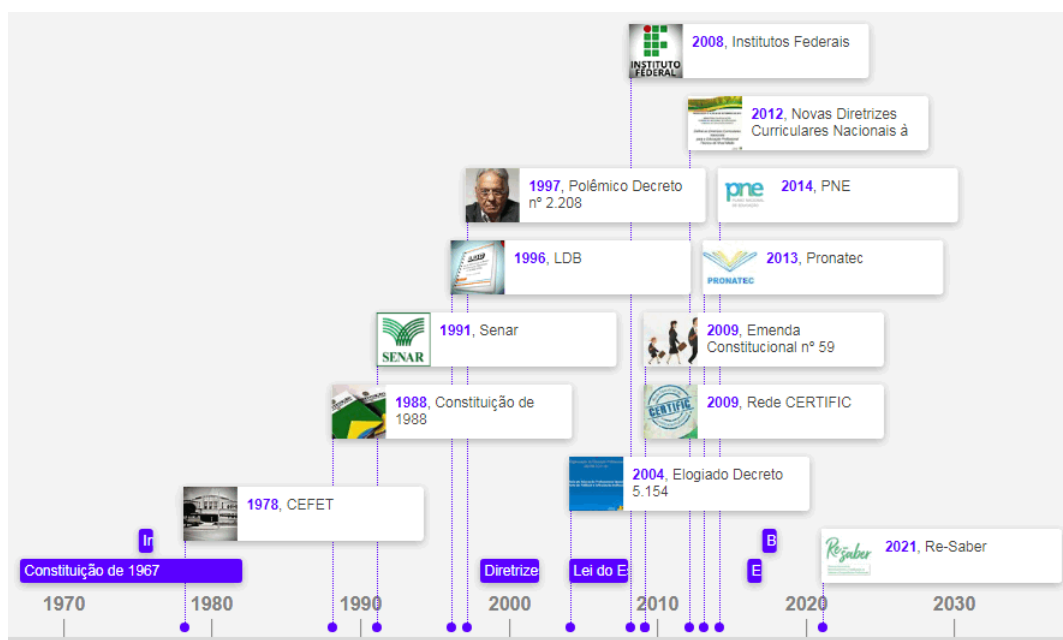 INSTITUTO
FEDERAL
2008, Institutos Federais
2012, Novas Diretrizes
Curriculares Nacionais à
1997, Polêmico Decreto
nº 2.208
pne
2014, PNE
1996, LDB
PRONATEC
2013, Pronatec
SENAR
1991, Senar
2009, Emenda
Constitucional nº 59
1988, Constituição de
1988
CERTIFIC
2009, Rede CERTIFIC
2004, Elogiado Decreto
5.154
1978, CEFET
In
B
Re-Saber
2021, Re-Saber
Constituição de 1967
Diretrize
Lei do Es
E
1970
1980
1990
2000
2010
2020
2030